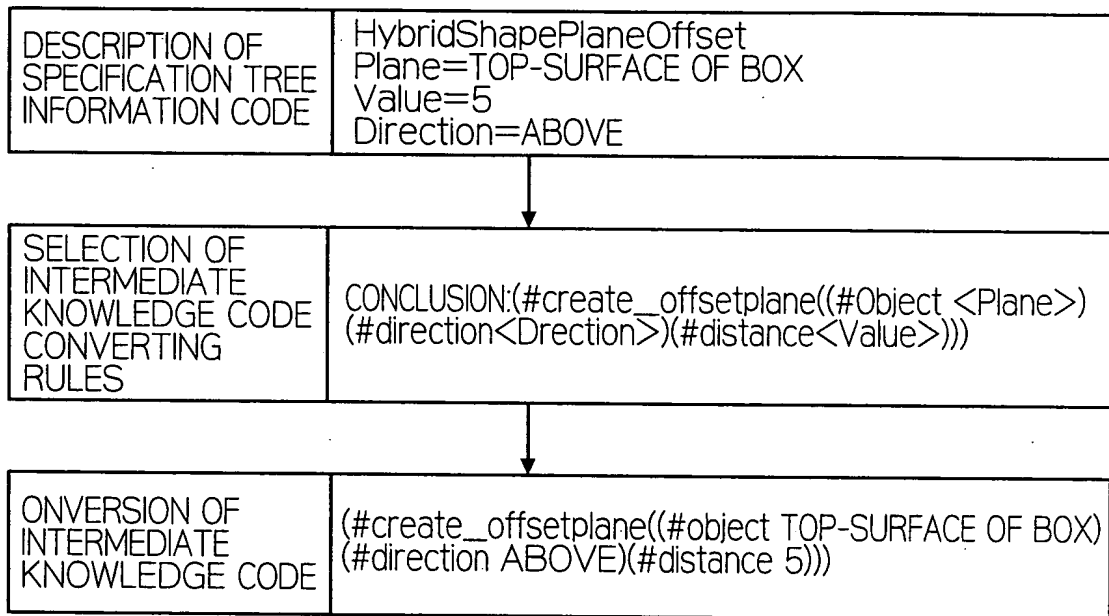 DESCRIPTION OF
SPECIFICATION TREE
INFORMATION CODE
HybridShapePlaneOffset
Plane=TOP-SURFACE OF BOX
Value=5
Direction=ABOVE
SELECTION OF
INTERMEDIATE
KNOWLEDGE CODE
CONVERTING
RULES
CONCLUSION:(#create_offsetplane((#Object <Plane>)
(#direction<Drection>)(#distance<Value>)))
ONVERSION OF
INTERMEDIATE
KNOWLEDGE CODE
(#create_offsetplane((#object TOP-SURFACE OF BOX)
(#direction ABOVE)(#distance 5)))